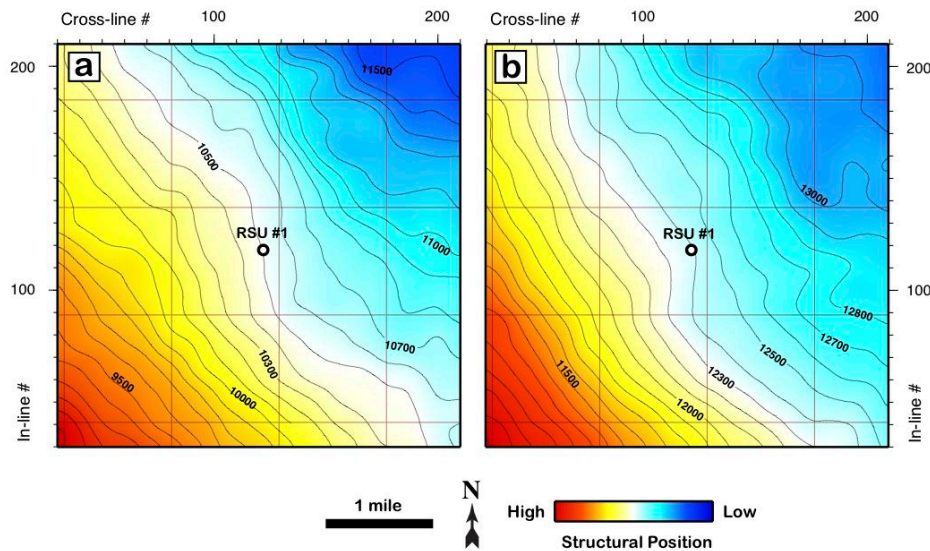 Cross-line # 100 200
Cross-line # 100 200
200
a
11500
10500
RSU #1
11000
100
10700
10300
10000
9500
In-line #
b
200
13000
RSU #1
100
12800
12700
12500
12300
12000
11500
In-line #
1 mile
N
High Low
Structural Position